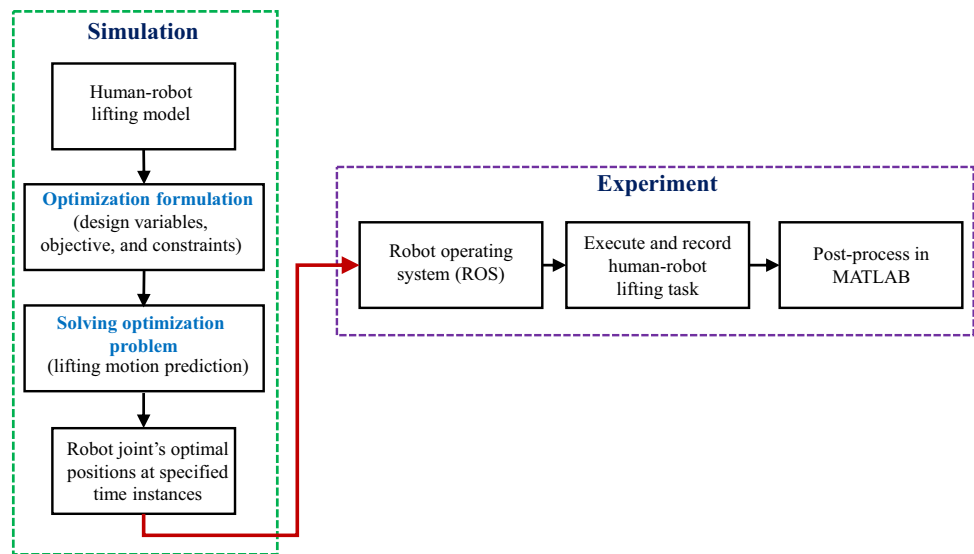 Simulation
Human-robot
lifting model
Optimization formulation
(design variables,
objective, and constraints)
Solving optimization
problem
(lifting motion prediction)
Robot joint's optimal
positions at specified
time instances
Experiment
Robot operating
system (ROS)
Execute and record
human-robot
lifting task
Post-process in
MATLAB